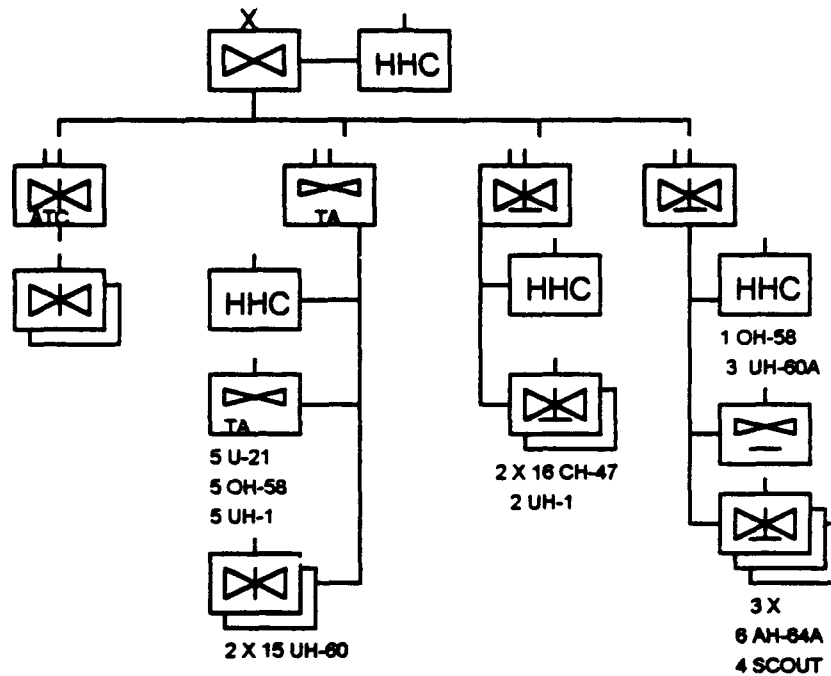 X
HHC
ATC
TA
HHC
HHC
HHC
1 OH-58
3 UH-60A
TA
5 U-21
5 OH-58
5 UH-1
2 X 16 CH-47
2 UH-1
2 X 15 UH-60
3 X
6 AH-64A
4 SCOUT